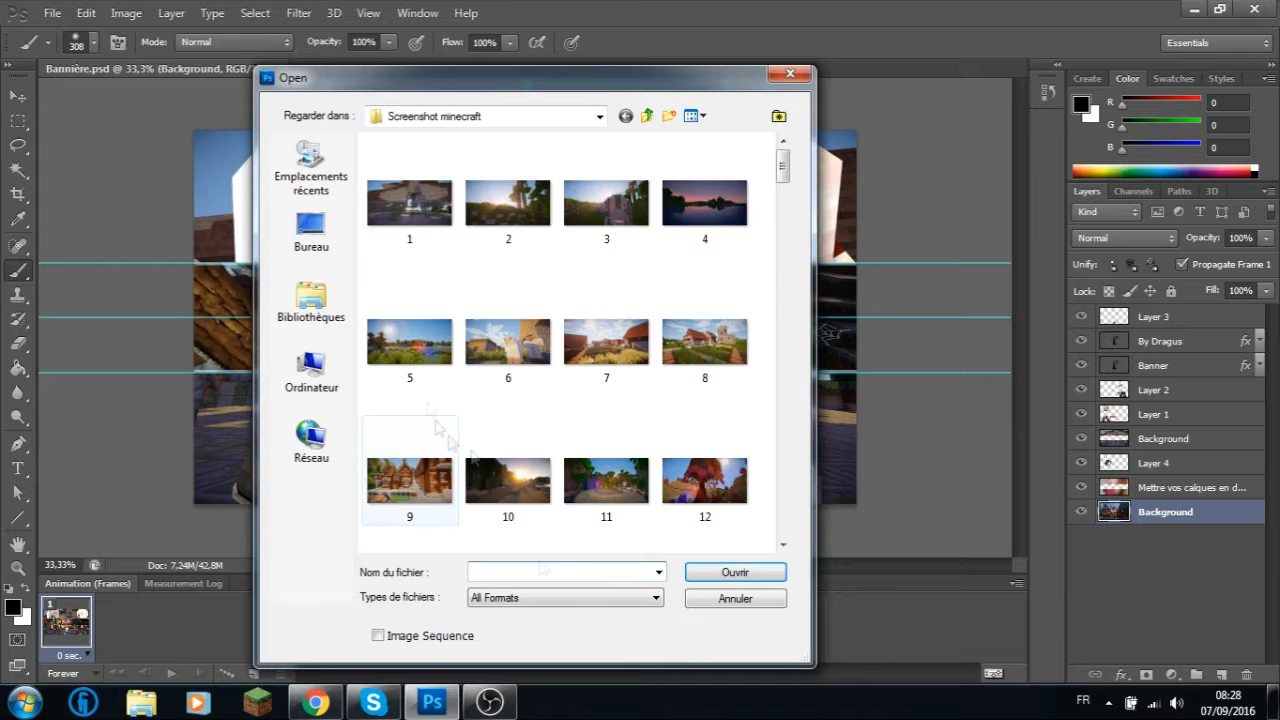 Ps File Edit Image Layer Type Select Filter 3D View Window Help
308 Mode: Normal Opacity: 100% Flow: 100% Essentials
Bannière.psd @ 33,3% (Background, RGB/
Ps Open
Regarder dans : Screenshot minecraft
Emplacements récents
Bureau
Bibliothèques
Ordinateur
Réseau
1 2 3 4
5 6 7 8
9 10 11 12
Nom du fichier : Ouvrir
Types de fichiers : All Formats Annuler
Image Sequence
Create Color Swatches Styles
R 0
G 0
B 0
Layers Channels Paths 3D
Kind
Normal Opacity: 100%
Unify: Propagate Frame 1
Lock: Fill: 100%
Layer 3
By Dragus fx
Banner fx
Layer 2
Layer 1
Background
Layer 4
Mettre vos calques en d...
Background
33,33% Doc: 7,24M/42,8M
Animation (Frames) Measurement Log
1
0 sec.
Forever
Ps FR 08:28
07/09/2016